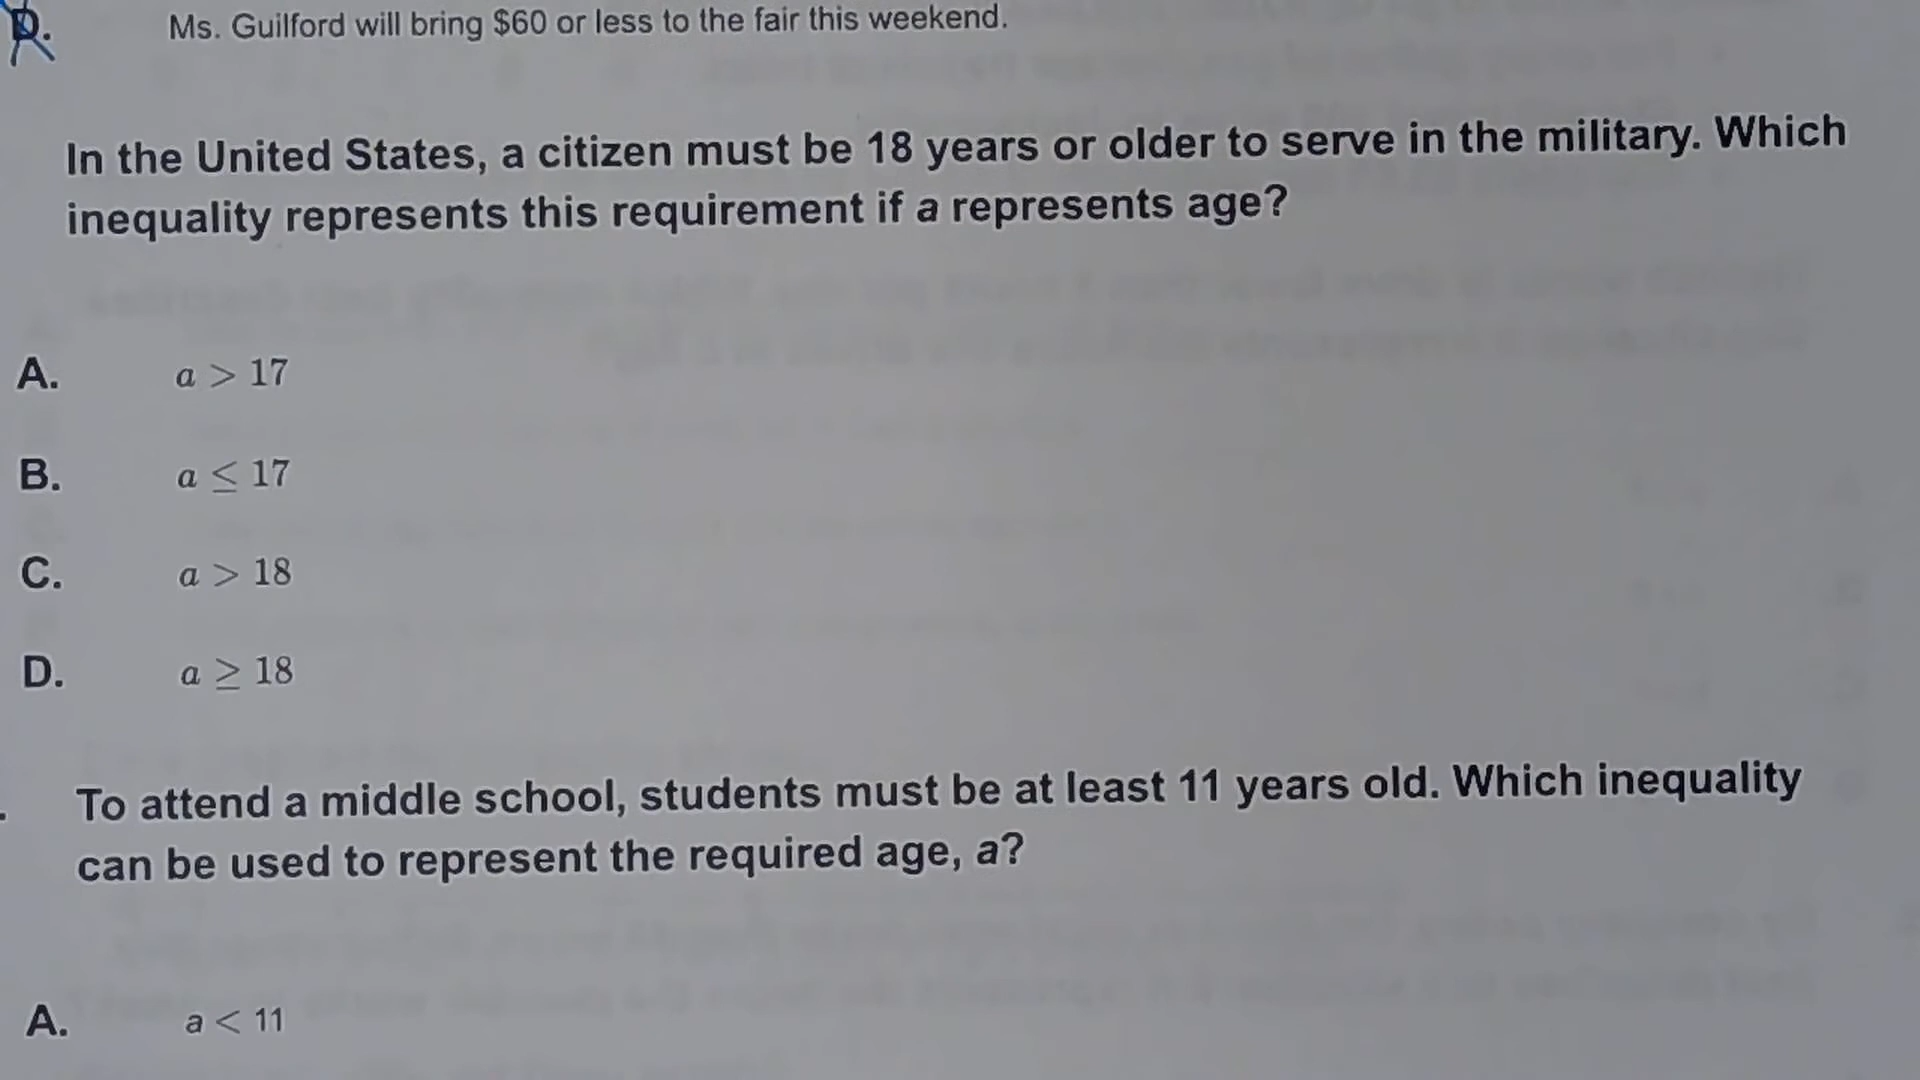 D. Ms. Guilford will bring $60 or less to the fair this weekend.
In the United States, a citizen must be 18 years or older to serve in the military. Which
inequality represents this requirement if a represents age?
A. a > 17
B. a ≤ 17
C. a > 18
D. a ≥ 18
To attend a middle school, students must be at least 11 years old. Which inequality
can be used to represent the required age, a?
A. a < 11